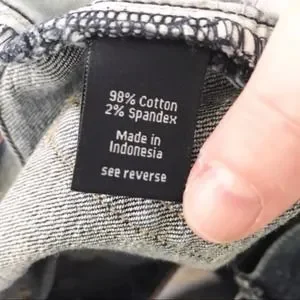 98% Cotton
2% Spandex
Made in
Indonesia
see reverse